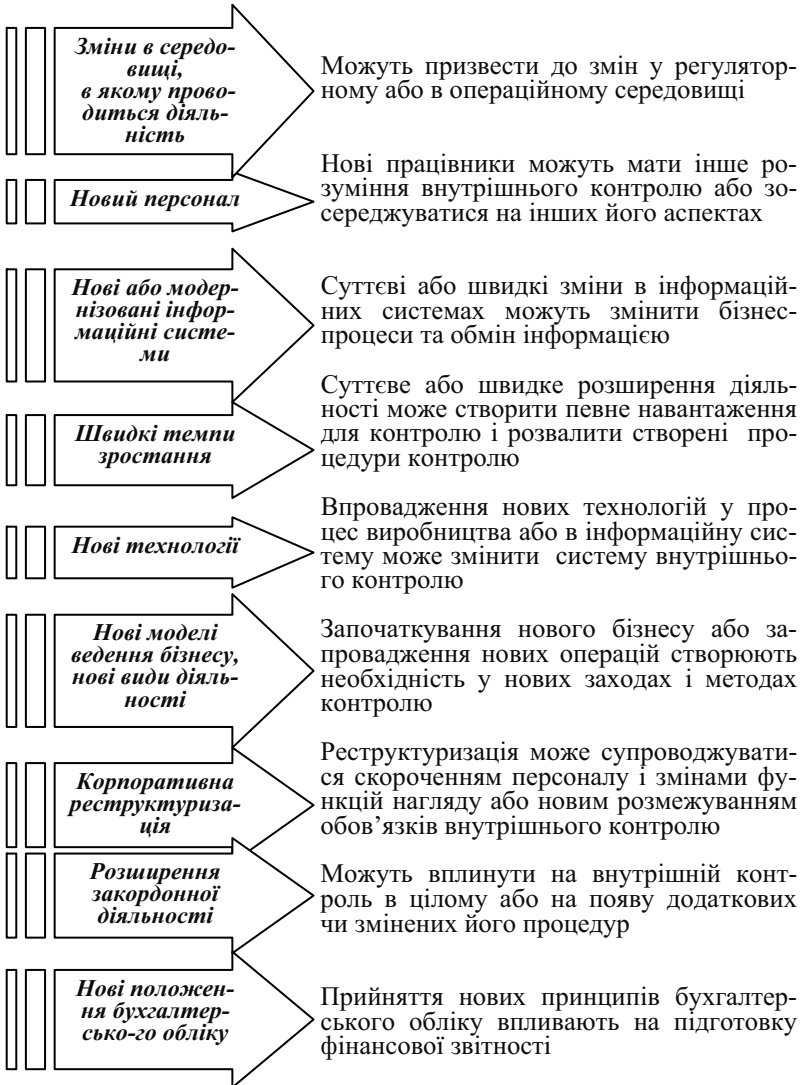 Зміни в середо-
вищі,
в якому прово-
диться діяль-
ність
Можуть призвести до змін у регулятор-
ному або в операційному середовищі
Новий персонал
Нові працівники можуть мати інше ро-
зуміння внутрішнього контролю або зо-
середжуватися на інших його аспектах
Нові або модер-
нізовані інфор-
маційні систе-
ми
Суттєві або швидкі зміни в інформацій-
них системах можуть змінити бізнес-
процеси та обмін інформацією
Швидкі темпи
зростання
Суттєве або швидке розширення діяль-
ності може створити певне навантаження
для контролю і розвалити створені про-
цедури контролю
Нові технології
Впровадження нових технологій у про-
цес виробництва або в інформаційну сис-
тему може змінити систему внутрішньо-
го контролю
Нові моделі
ведення бізнесу,
нові види діяль-
ності
Започаткування нового бізнесу або за-
провадження нових операцій створюють
необхідність у нових заходах і методах
контролю
Корпоративна
реструктуриза-
ція
Реструктуризація може супроводжувати-
ся скороченням персоналу і змінами фу-
нкцій нагляду або новим розмежуванням
обов’язків внутрішнього контролю
Розширення
закордонної
діяльності
Можуть вплинути на внутрішній конт-
роль в цілому або на появу додаткових
чи змінених його процедур
Нові положен-
ня бухгалтер-
сько-го обліку
Прийняття нових принципів бухгалтер-
ського обліку впливають на підготовку
фінансової звітності